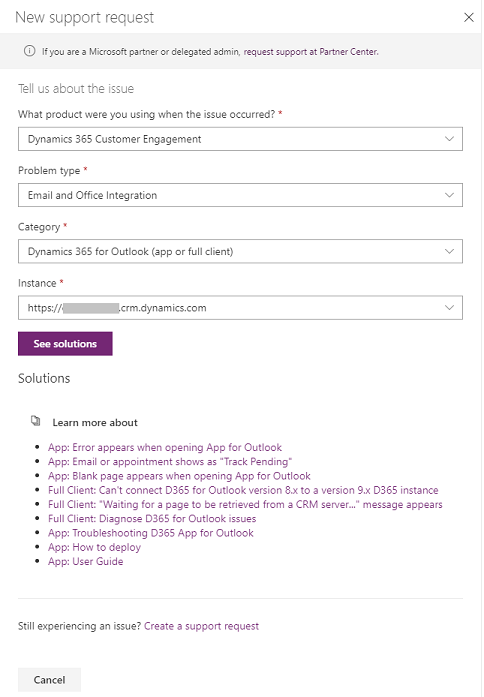 New support request
If you are a Microsoft partner or delegated admin, request support at Partner Center.
Tell us about the issue
What product were you using when the issue occurred? *
Dynamics 365 Customer Engagement
Problem type *
Email and Office Integration
Category *
Dynamics 365 for Outlook (app or full client)
Instance *
https:// .crm.dynamics.com
See solutions
Solutions
Learn more about
• App: Error appears when opening App for Outlook
• App: Email or appointment shows as "Track Pending"
• App: Blank page appears when opening App for Outlook
• Full Client: Can't connect D365 for Outlook version 8.x to a version 9.x D365 instance
• Full Client: "Waiting for a page to be retrieved from a CRM server..." message appears
• Full Client: Diagnose D365 for Outlook issues
• App: Troubleshooting D365 App for Outlook
• App: How to deploy
• App: User Guide
Still experiencing an issue? Create a support request
Cancel